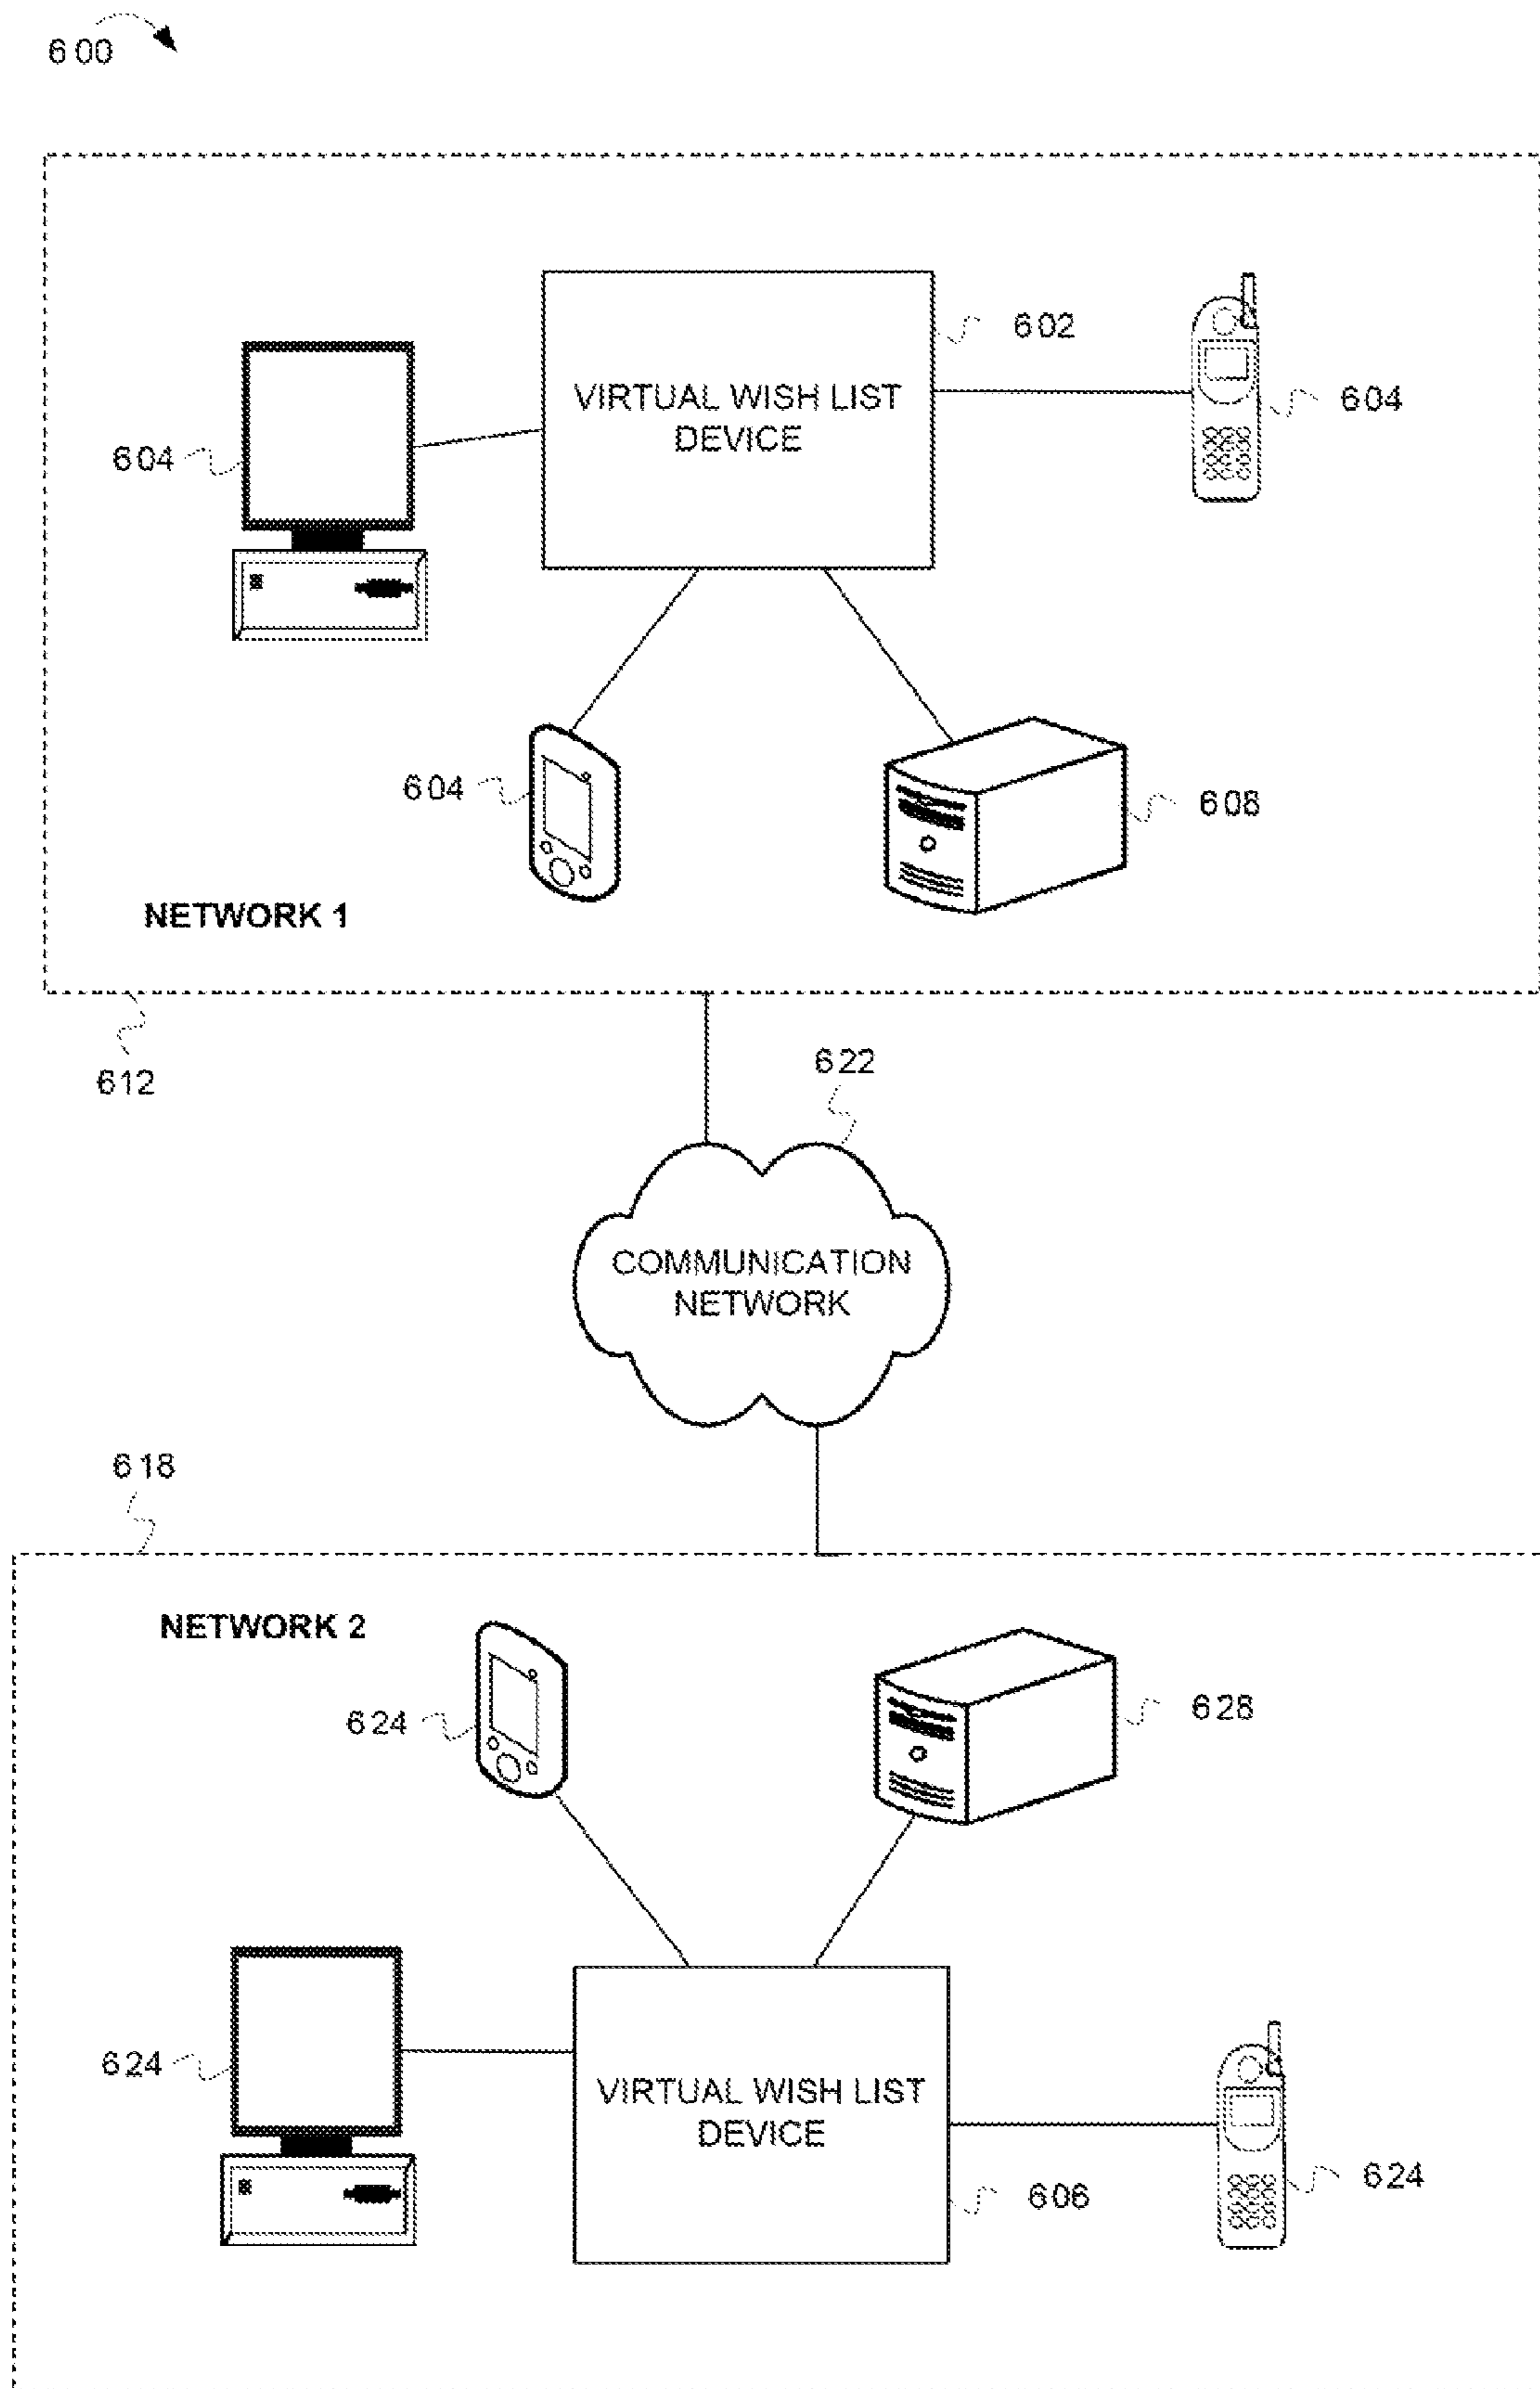 600
602
VIRTUAL WISH LIST
DEVICE
604
604
604
608
NETWORK 1
612
622
COMMUNICATION
NETWORK
618
NETWORK 2
624
628
624
VIRTUAL WISH LIST
DEVICE
606
624